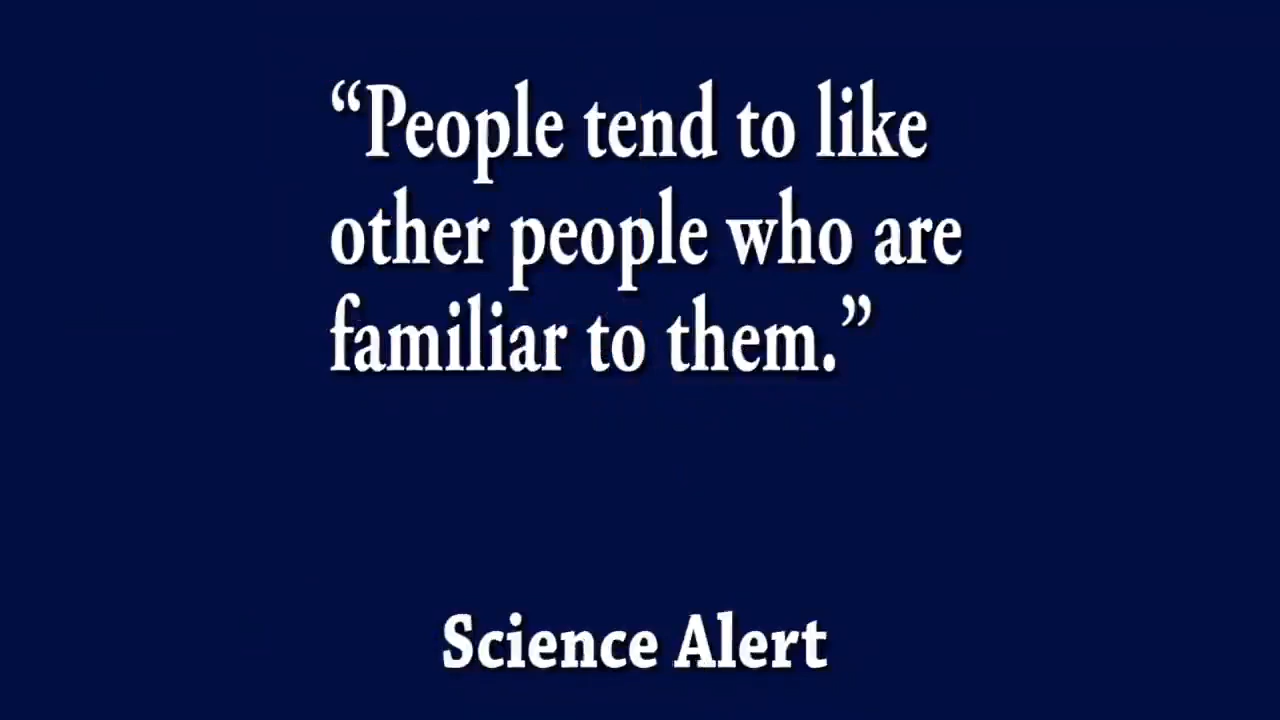 “People tend to like
other people who are
familiar to them.”
Science Alert